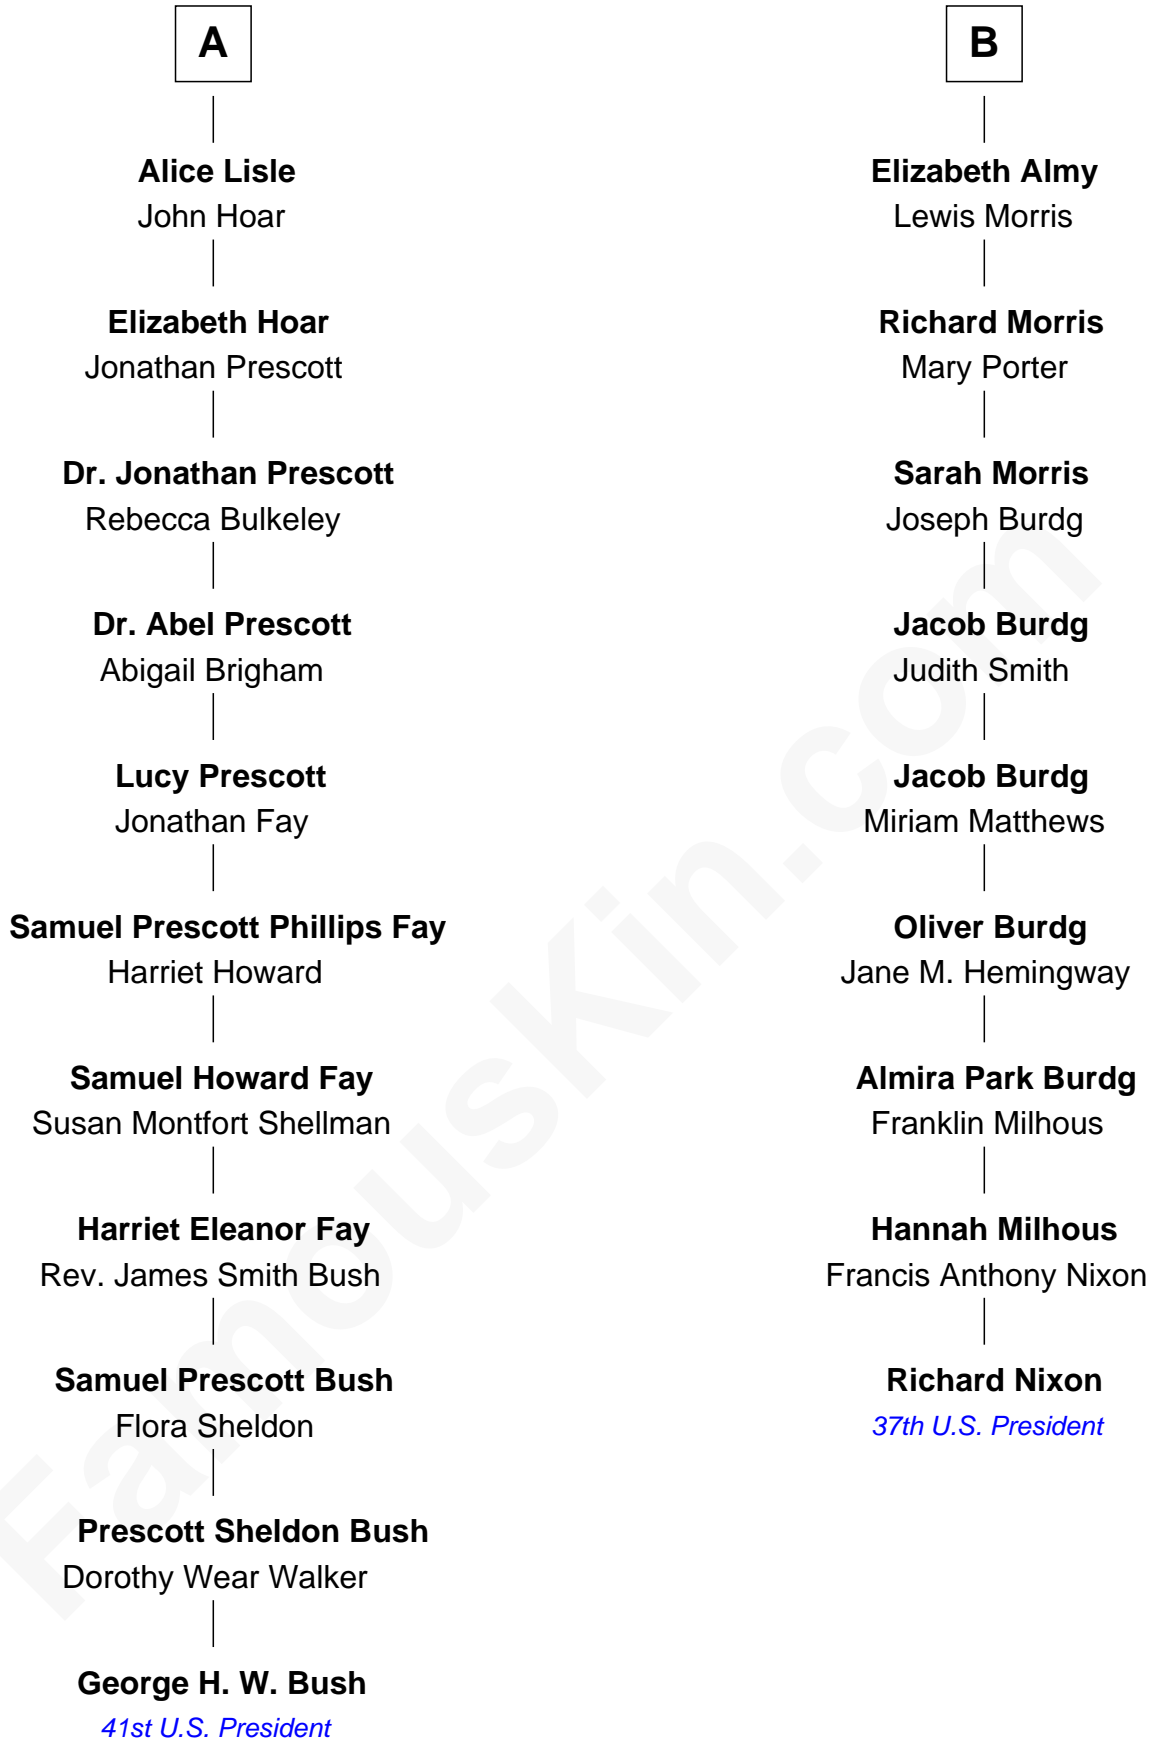 A
Alice Lisle
John Hoar
Elizabeth Hoar
Jonathan Prescott
Dr. Jonathan Prescott
Rebecca Bulkeley
Dr. Abel Prescott
Abigail Brigham
Lucy Prescott
Jonathan Fay
Samuel Prescott Phillips Fay
Harriet Howard
Samuel Howard Fay
Susan Montfort Shellman
Harriet Eleanor Fay
Rev. James Smith Bush
Samuel Prescott Bush
Flora Sheldon
Prescott Sheldon Bush
Dorothy Wear Walker
George H. W. Bush
41st U.S. President
B
Elizabeth Almy
Lewis Morris
Richard Morris
Mary Porter
Sarah Morris
Joseph Burdg
Jacob Burdg
Judith Smith
Jacob Burdg
Miriam Matthews
Oliver Burdg
Jane M. Hemingway
Almira Park Burdg
Franklin Milhous
Hannah Milhous
Francis Anthony Nixon
Richard Nixon
37th U.S. President
FamousKin.com